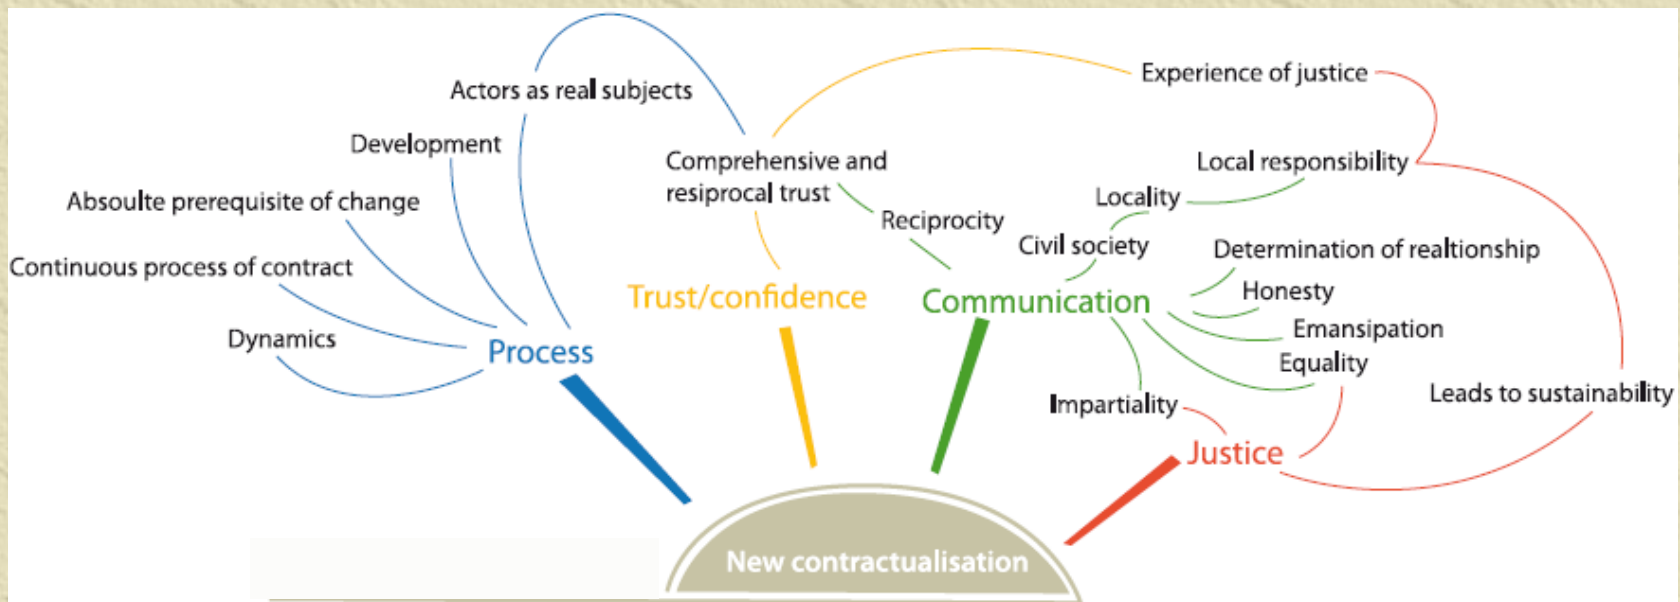 Actors as real subjects
Development
Absoulte prerequisite of change
Continuous process of contract
Dynamics
Process
Comprehensive and
resiprocal trust
Trust/confidence
Experience of justice
Local responsibility
Locality
Reciprocity
Civil society
Communication
Determination of realtionship
Honesty
Emansipation
Equality
Impartiality
Justice
Leads to sustainability
New contractualisation